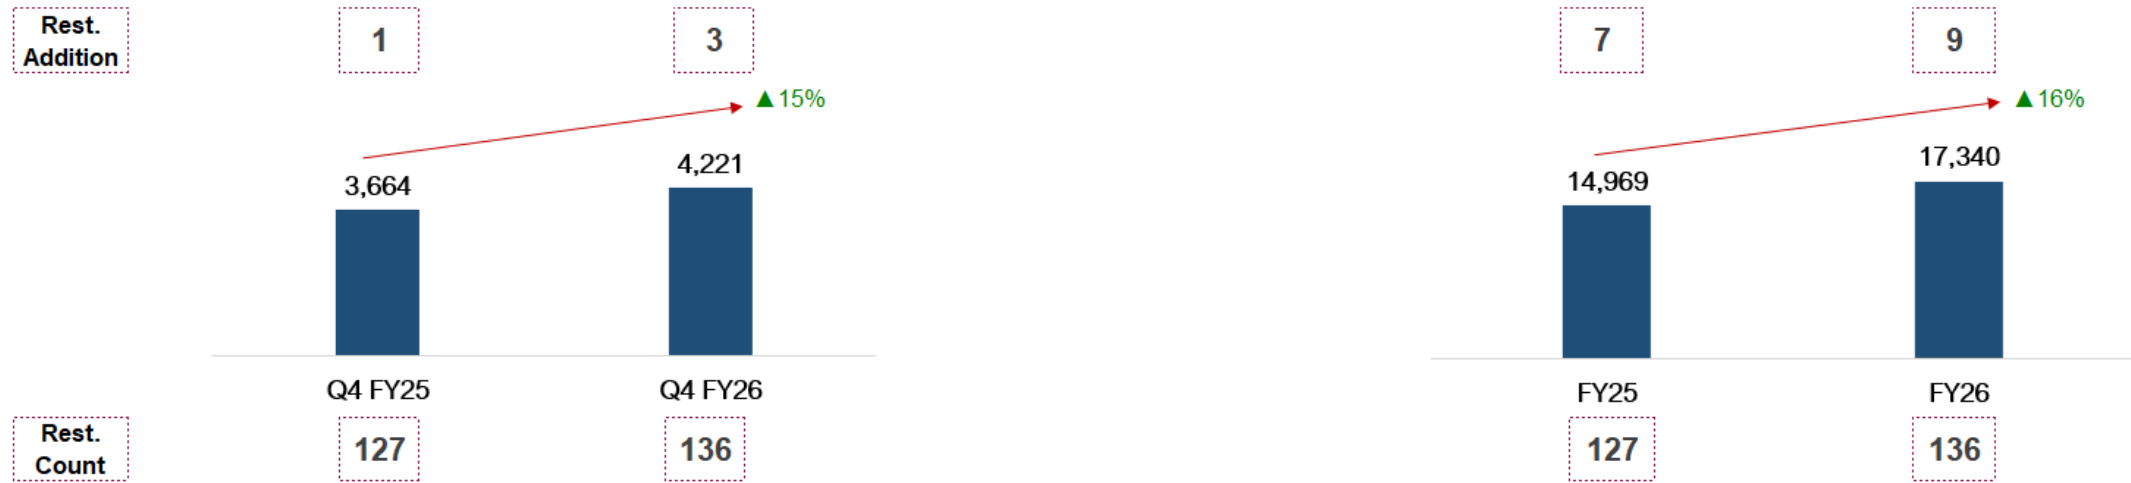 Rest.
Addition
1
3
7
9
▲15%
▲16%
3,664
4,221
14,969
17,340
Q4 FY25
Q4 FY26
FY25
FY26
Rest.
Count
127
136
127
136